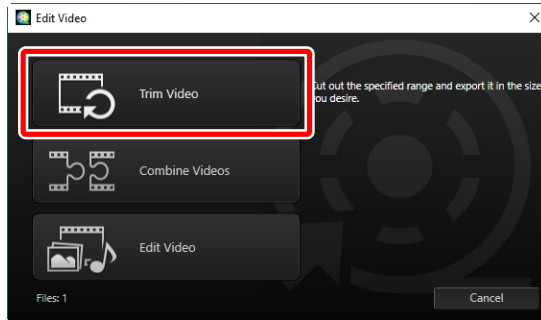 Edit Video
Trim Video
Cut out the specified range and export it in the size
you desire.
Combine Videos
Edit Video
Files: 1
Cancel